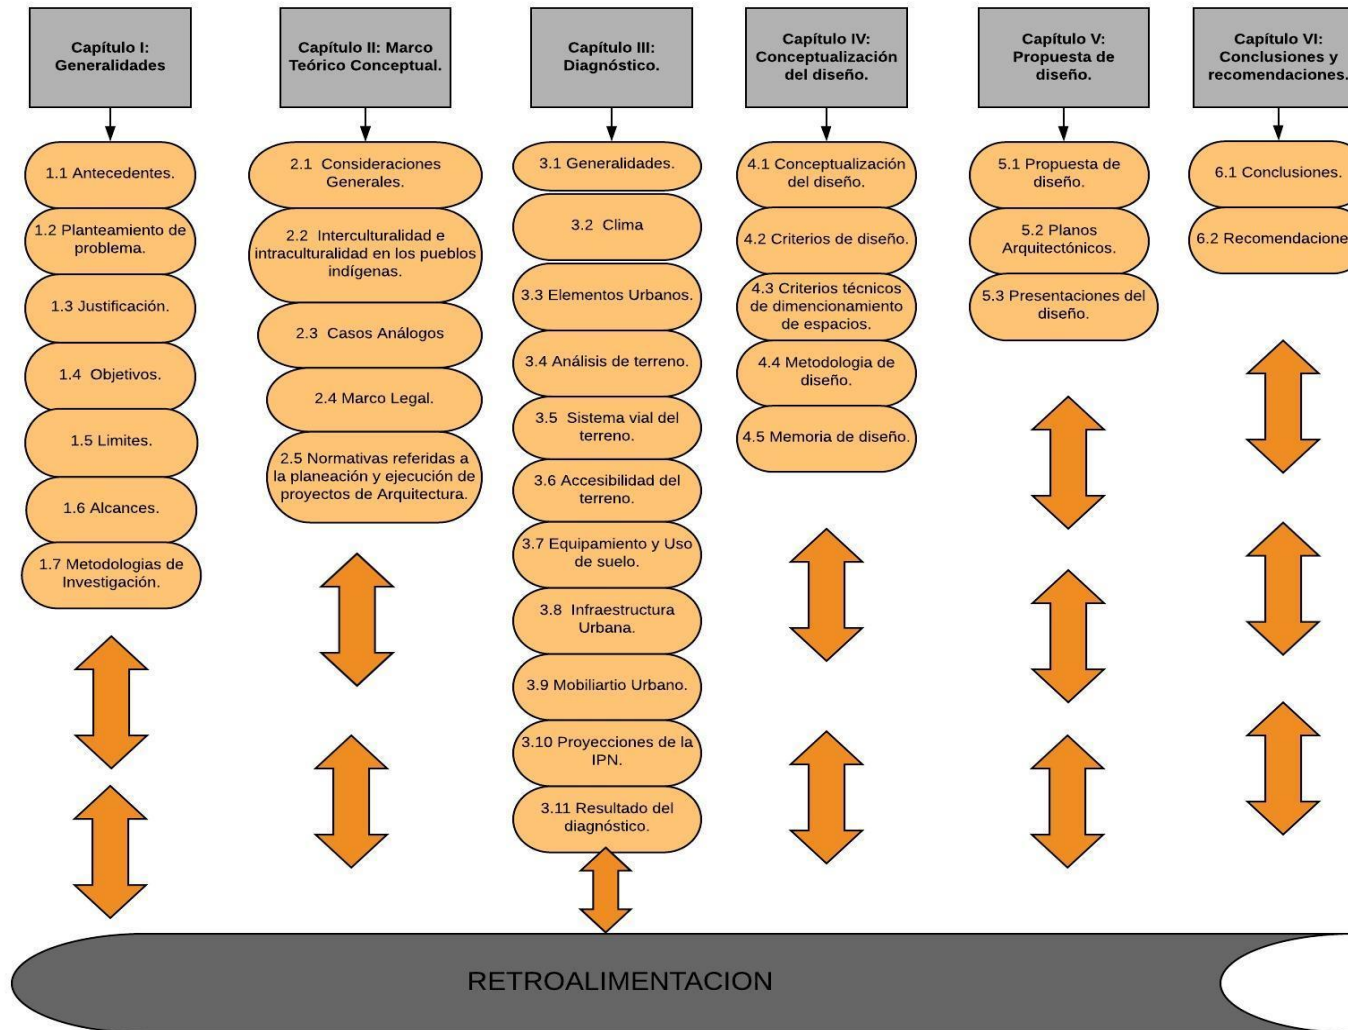 Capítulo I:
Generalidades
1.1 Antecedentes.
1.2 Planteamiento de
problema.
1.3 Justificación.
1.4 Objetivos.
1.5 Limites.
1.6 Alcances.
1.7 Metodologias de
Investigación.
Capítulo II: Marco
Teórico Conceptual.
2.1 Consideraciones
Generales.
2.2 Interculturalidad e
intraculturalidad en los pueblos
indígenas.
2.3 Casos Análogos
2.4 Marco Legal.
2.5 Normativas referidas a
la planeación y ejecución de
proyectos de Arquitectura.
Capítulo III:
Diagnóstico.
3.1 Generalidades.
3.2 Clima
3.3 Elementos Urbanos.
3.4 Análisis de terreno.
3.5 Sistema vial del
terreno.
3.6 Accesibilidad del
terreno.
3.7 Equipamiento y Uso
de suelo.
3.8 Infraestructura
Urbana.
3.9 Mobiliartio Urbano.
3.10 Proyecciones de la
IPN.
3.11 Resultado del
diagnóstico.
Capítulo IV:
Conceptualización
del diseño.
4.1 Conceptualización
del diseño.
4.2 Criterios de diseño.
4.3 Criterios técnicos
de dimencionamiento
de espacios.
4.4 Metodologia de
diseño.
4.5 Memoria de diseño.
Capítulo V:
Propuesta de
diseño.
5.1 Propuesta de
diseño.
5.2 Planos
Arquitectónicos.
5.3 Presentaciones del
diseño.
Capítulo VI:
Conclusiones y
recomendaciones.
6.1 Conclusiones.
6.2 Recomendacione
RETROALIMENTACION